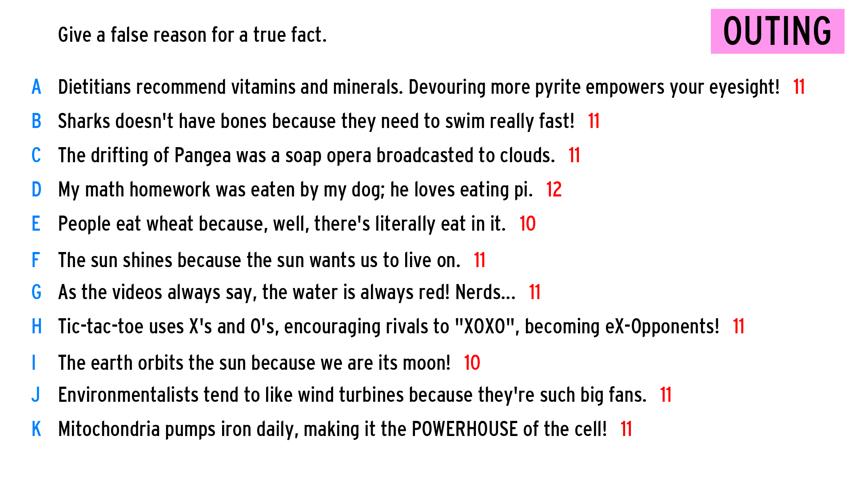 Give a false reason for a true fact.
OUTING
A Dietitians recommend vitamins and minerals. Devouring more pyrite empowers your eyesight! 11
B Sharks doesn't have bones because they need to swim really fast! 11
C The drifting of Pangea was a soap opera broadcasted to clouds. 11
D My math homework was eaten by my dog; he loves eating pi. 12
E People eat wheat because, well, there's literally eat in it. 10
F The sun shines because the sun wants us to live on. 11
G As the videos always say, the water is always red! Nerds... 11
H Tic-tac-toe uses X's and O's, encouraging rivals to "XOXO", becoming eX-Opponents! 11
I The earth orbits the sun because we are its moon! 10
J Environmentalists tend to like wind turbines because they're such big fans. 11
K Mitochondria pumps iron daily, making it the POWERHOUSE of the cell! 11